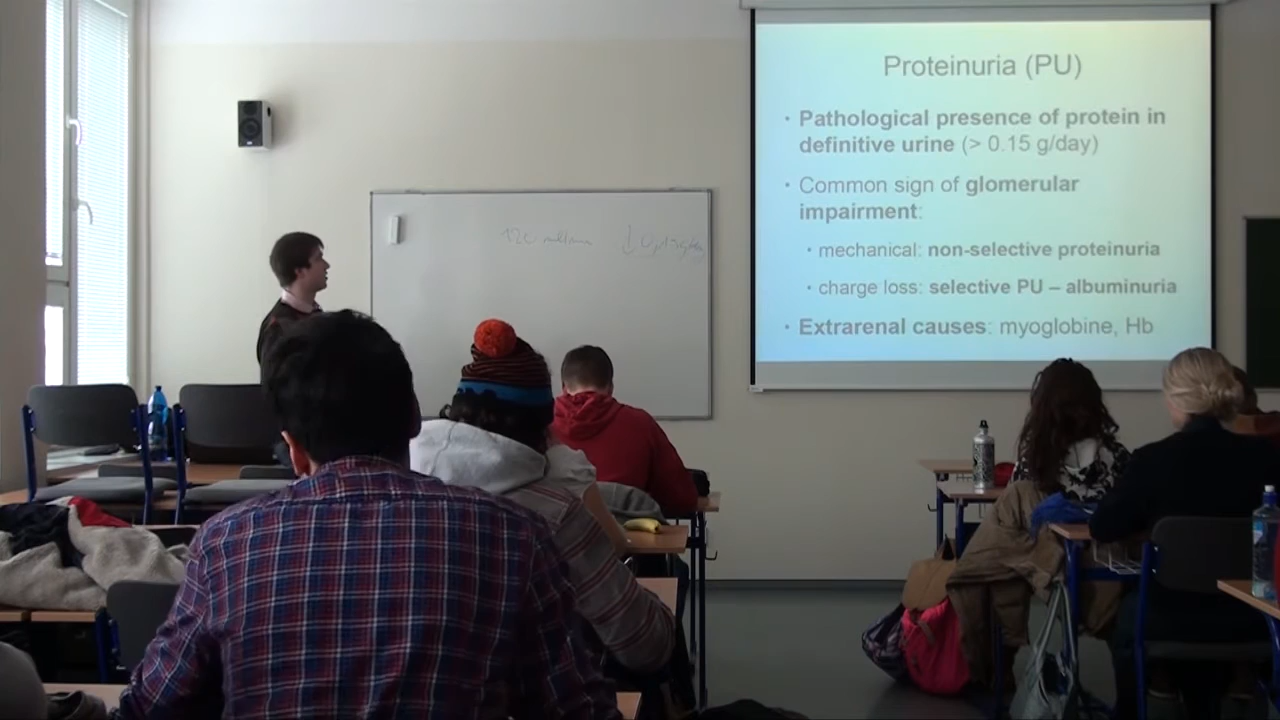 Proteinuria (PU)
• Pathological presence of protein in
definitive urine (> 0.15 g/day)
• Common sign of glomerular
impairment:
• mechanical: non-selective proteinuria
• charge loss: selective PU – albuminuria
• Extrarenal causes: myoglobine, Hb